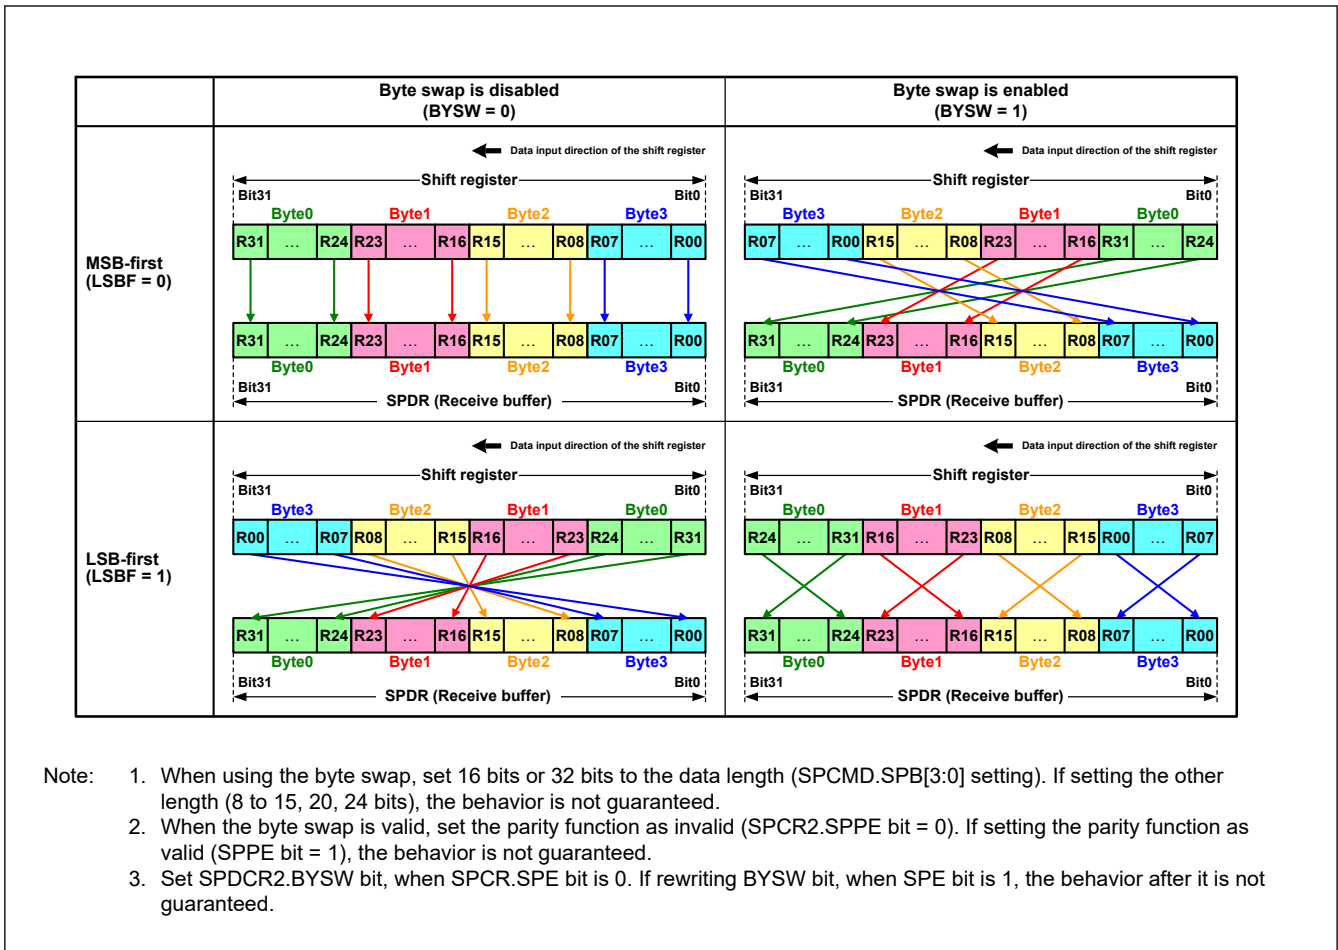 Byte swap is disabled
(BYSW = 0)
Byte swap is enabled
(BYSW = 1)
MSB-first
(LSBF = 0)
Data input direction of the shift register
Shift register
Bit31 Bit0
Byte0 Byte1 Byte2 Byte3
R31 ... R24 R23 ... R16 R15 ... R08 R07 ... R00
R31 ... R24 R23 ... R16 R15 ... R08 R07 ... R00
Byte0 Byte1 Byte2 Byte3
Bit31 Bit0
SPDR (Receive buffer)
Data input direction of the shift register
Shift register
Bit31 Bit0
Byte3 Byte2 Byte1 Byte0
R07 ... R00 R15 ... R08 R23 ... R16 R31 ... R24
R31 ... R24 R23 ... R16 R15 ... R08 R07 ... R00
Byte0 Byte1 Byte2 Byte3
Bit31 Bit0
SPDR (Receive buffer)
LSB-first
(LSBF = 1)
Data input direction of the shift register
Shift register
Bit31 Bit0
Byte3 Byte2 Byte1 Byte0
R00 ... R07 R08 ... R15 R16 ... R23 R24 ... R31
R31 ... R24 R23 ... R16 R15 ... R08 R07 ... R00
Byte0 Byte1 Byte2 Byte3
Bit31 Bit0
SPDR (Receive buffer)
Data input direction of the shift register
Shift register
Bit31 Bit0
Byte0 Byte1 Byte2 Byte3
R24 ... R31 R16 ... R23 R08 ... R15 R00 ... R07
R31 ... R24 R23 ... R16 R15 ... R08 R07 ... R00
Byte0 Byte1 Byte2 Byte3
Bit31 Bit0
SPDR (Receive buffer)
Note: 1. When using the byte swap, set 16 bits or 32 bits to the data length (SPCMD.SPB[3:0] setting). If setting the other
length (8 to 15, 20, 24 bits), the behavior is not guaranteed.
2. When the byte swap is valid, set the parity function as invalid (SPCR2.SPPE bit = 0). If setting the parity function as
valid (SPPE bit = 1), the behavior is not guaranteed.
3. Set SPDCR2.BYSW bit, when SPCR.SPE bit is 0. If rewriting BYSW bit, when SPE bit is 1, the behavior after it is not
guaranteed.